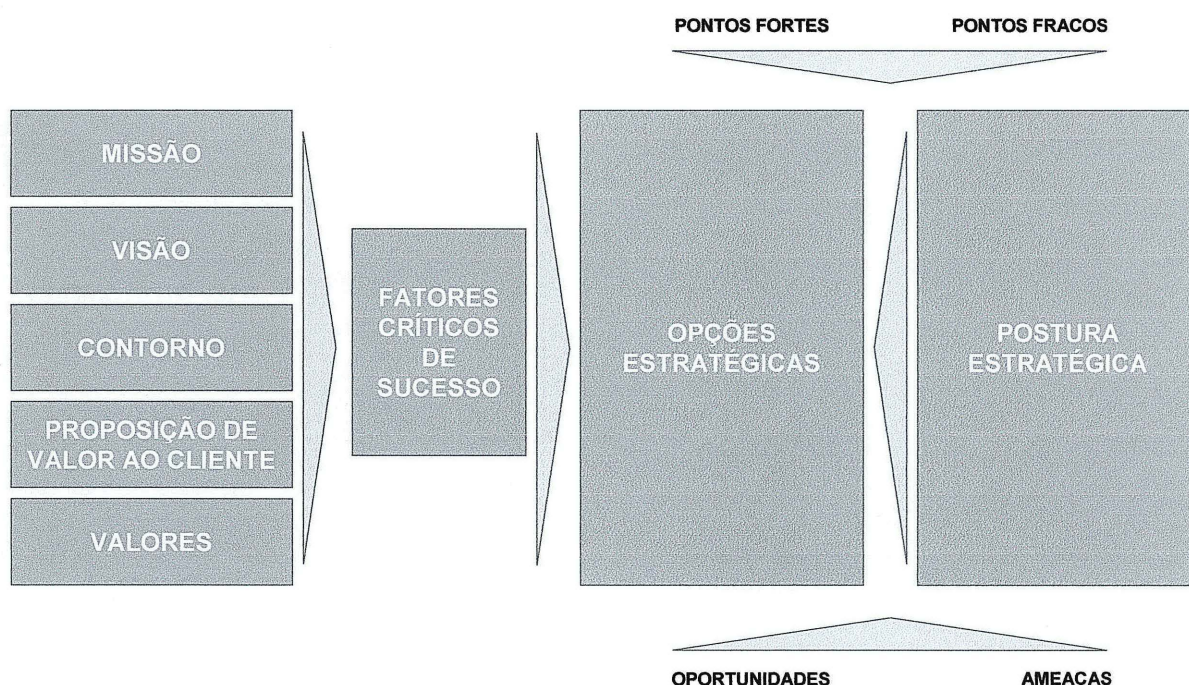 PONTOS FORTES
PONTOS FRACOS
MISSÃO
VISÃO
CONTORNO
PROPOSIÇÃO DE
VALOR AO CLIENTE
VALORES
FATORES
CRÍTICOS
DE
SUCESSO
OPÇÕES
ESTRATÉGICAS
POSTURA
ESTRATÉGICA
OPORTUNIDADES
AMEAÇAS